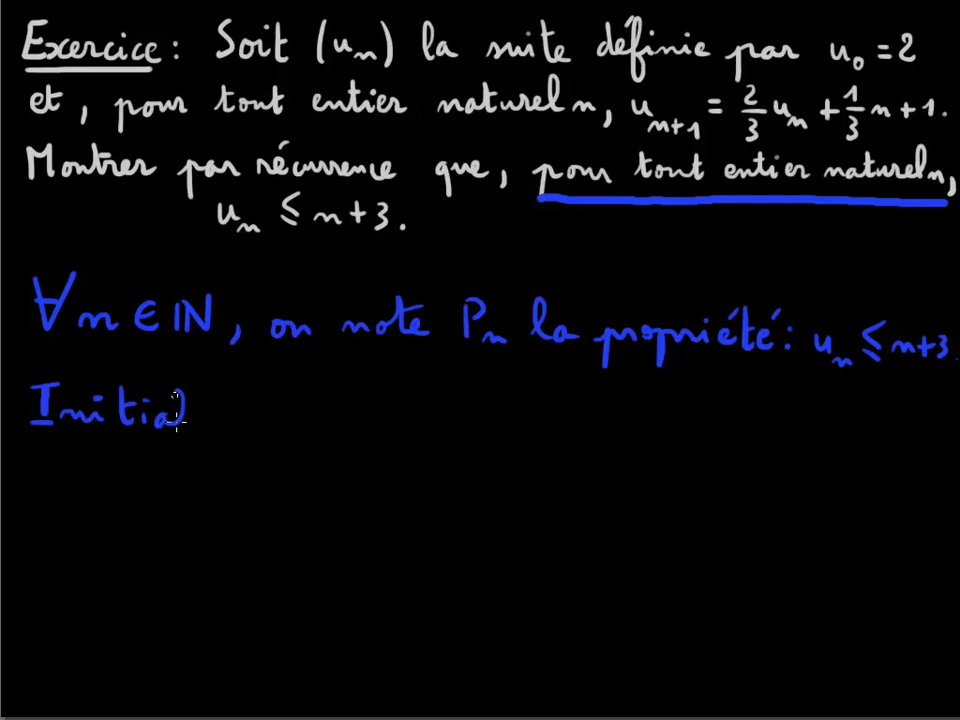 Exercice : Soit (uₙ) la suite définie par u₀ = 2
et, pour tout entier naturel n, uₙ₊₁ = 2/3 uₙ + 1/3 n + 1.
Montrer par récurrence que, pour tout entier naturel n,
uₙ ≤ n + 3.
∀ n ∈ ℕ, on note Pₙ la propriété : uₙ ≤ n+3.
Initial